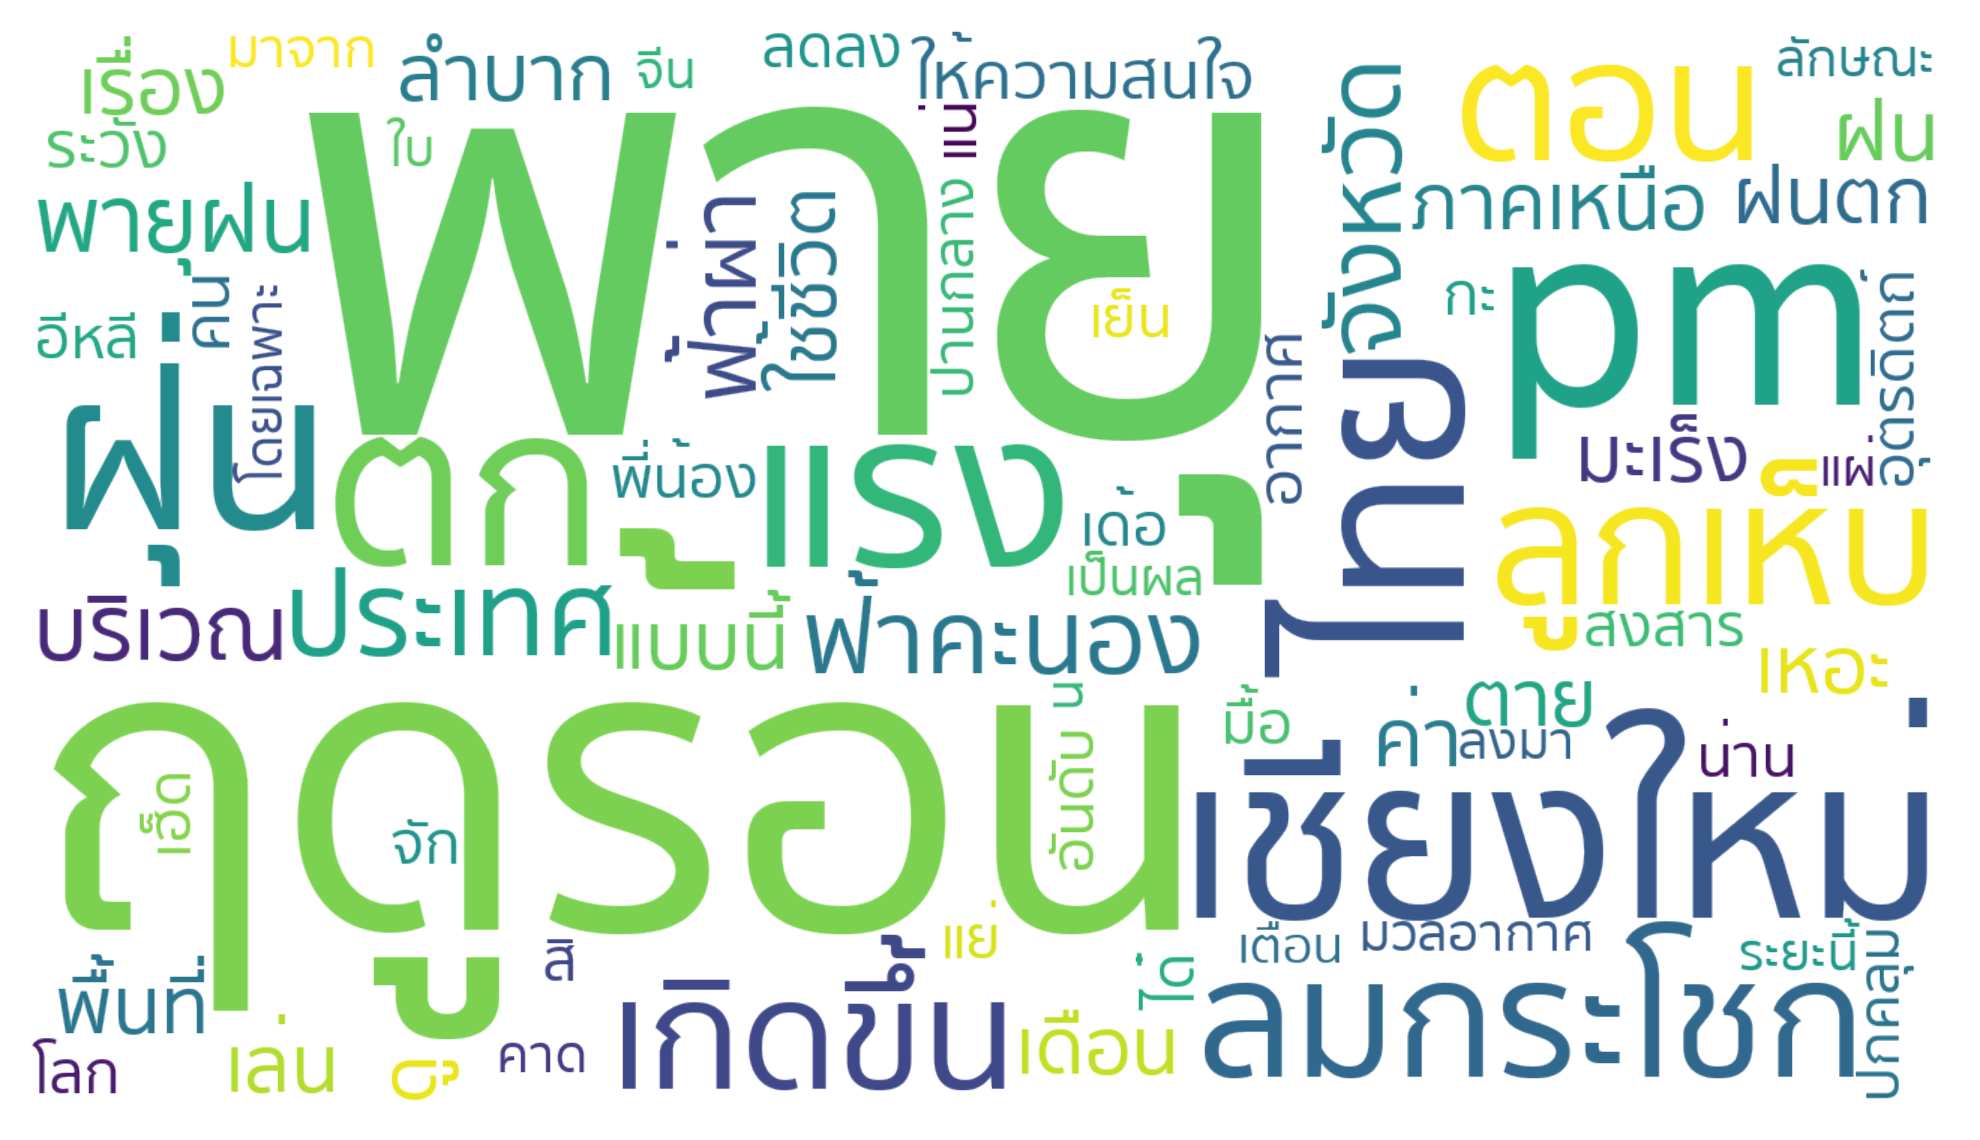 เรื่อง
มาจาก
ลำบาก
จีน
ลดลง
ให้ความสนใจ
ตอน
ลักษณะ
ระวัง
ใบ
พายุ
แน่
จังหวัด
ฝน
พายุฝน
ฟ้าผ่า
ใช้ชีวิต
ปานกลาง
ภาคเหนือ
ฝนตก
อีหลี
คน
โดยเฉพาะ
เย็น
อากาศ
ไทย
กะ
pm
อุตรดิตถ์
ฝุ่น
ตก
พี่น้อง
แรง
เด้อ
มะเร็ง
แผ่
ลูกเห็บ
บริเวณ
ประเทศ
แบบนี้
ฟ้าคะนอง
เป็นผล
สงสาร
เหอะ
ฤดูร้อน
เฮ็ด
จัก
อันดับ
น
มื้อ
ค่า
ตาย
ลงมา
น่าน
เชียงใหม่
พื้นที่
สิ
เกิดขึ้น
แย่
ได๋
เตือน
มวลอากาศ
ระยะนี้
ปกคลุม
โลก
เล่น
คาด
เดือน
ลมกระโชก